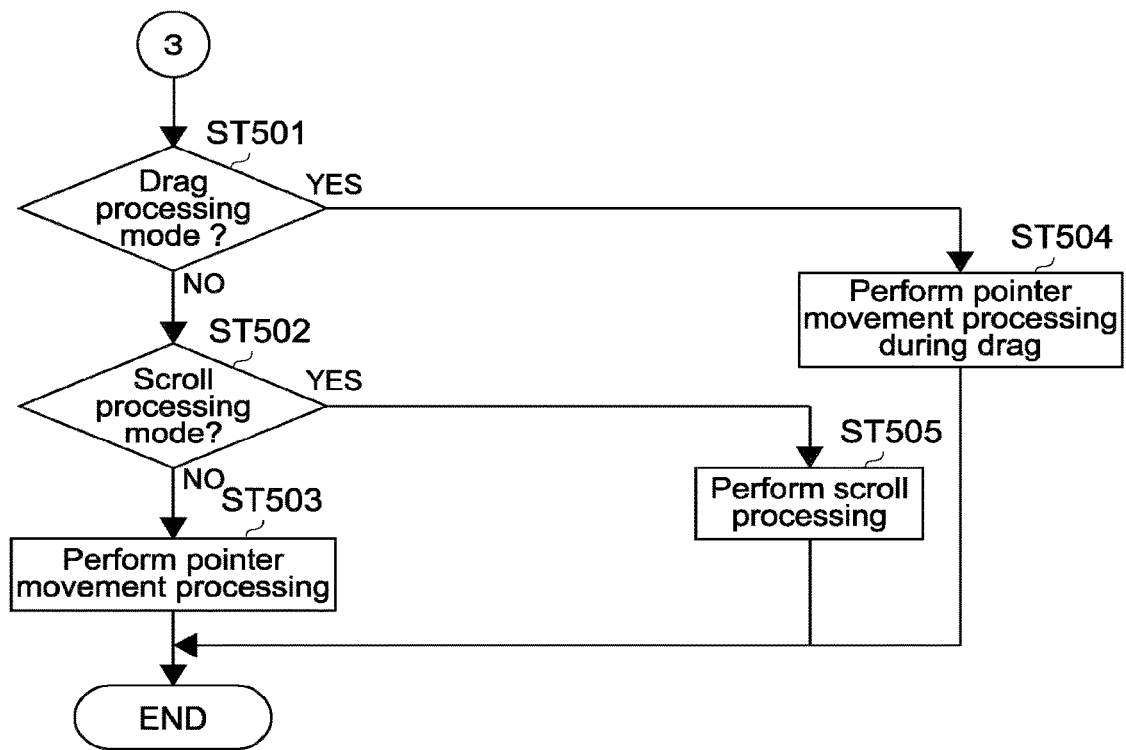 3
ST501
Drag
processing
mode ?
YES
NO
ST504
Perform pointer
movement processing
during drag
ST502
Scroll
processing
mode?
YES
NO
ST505
Perform scroll
processing
ST503
Perform pointer
movement processing
END